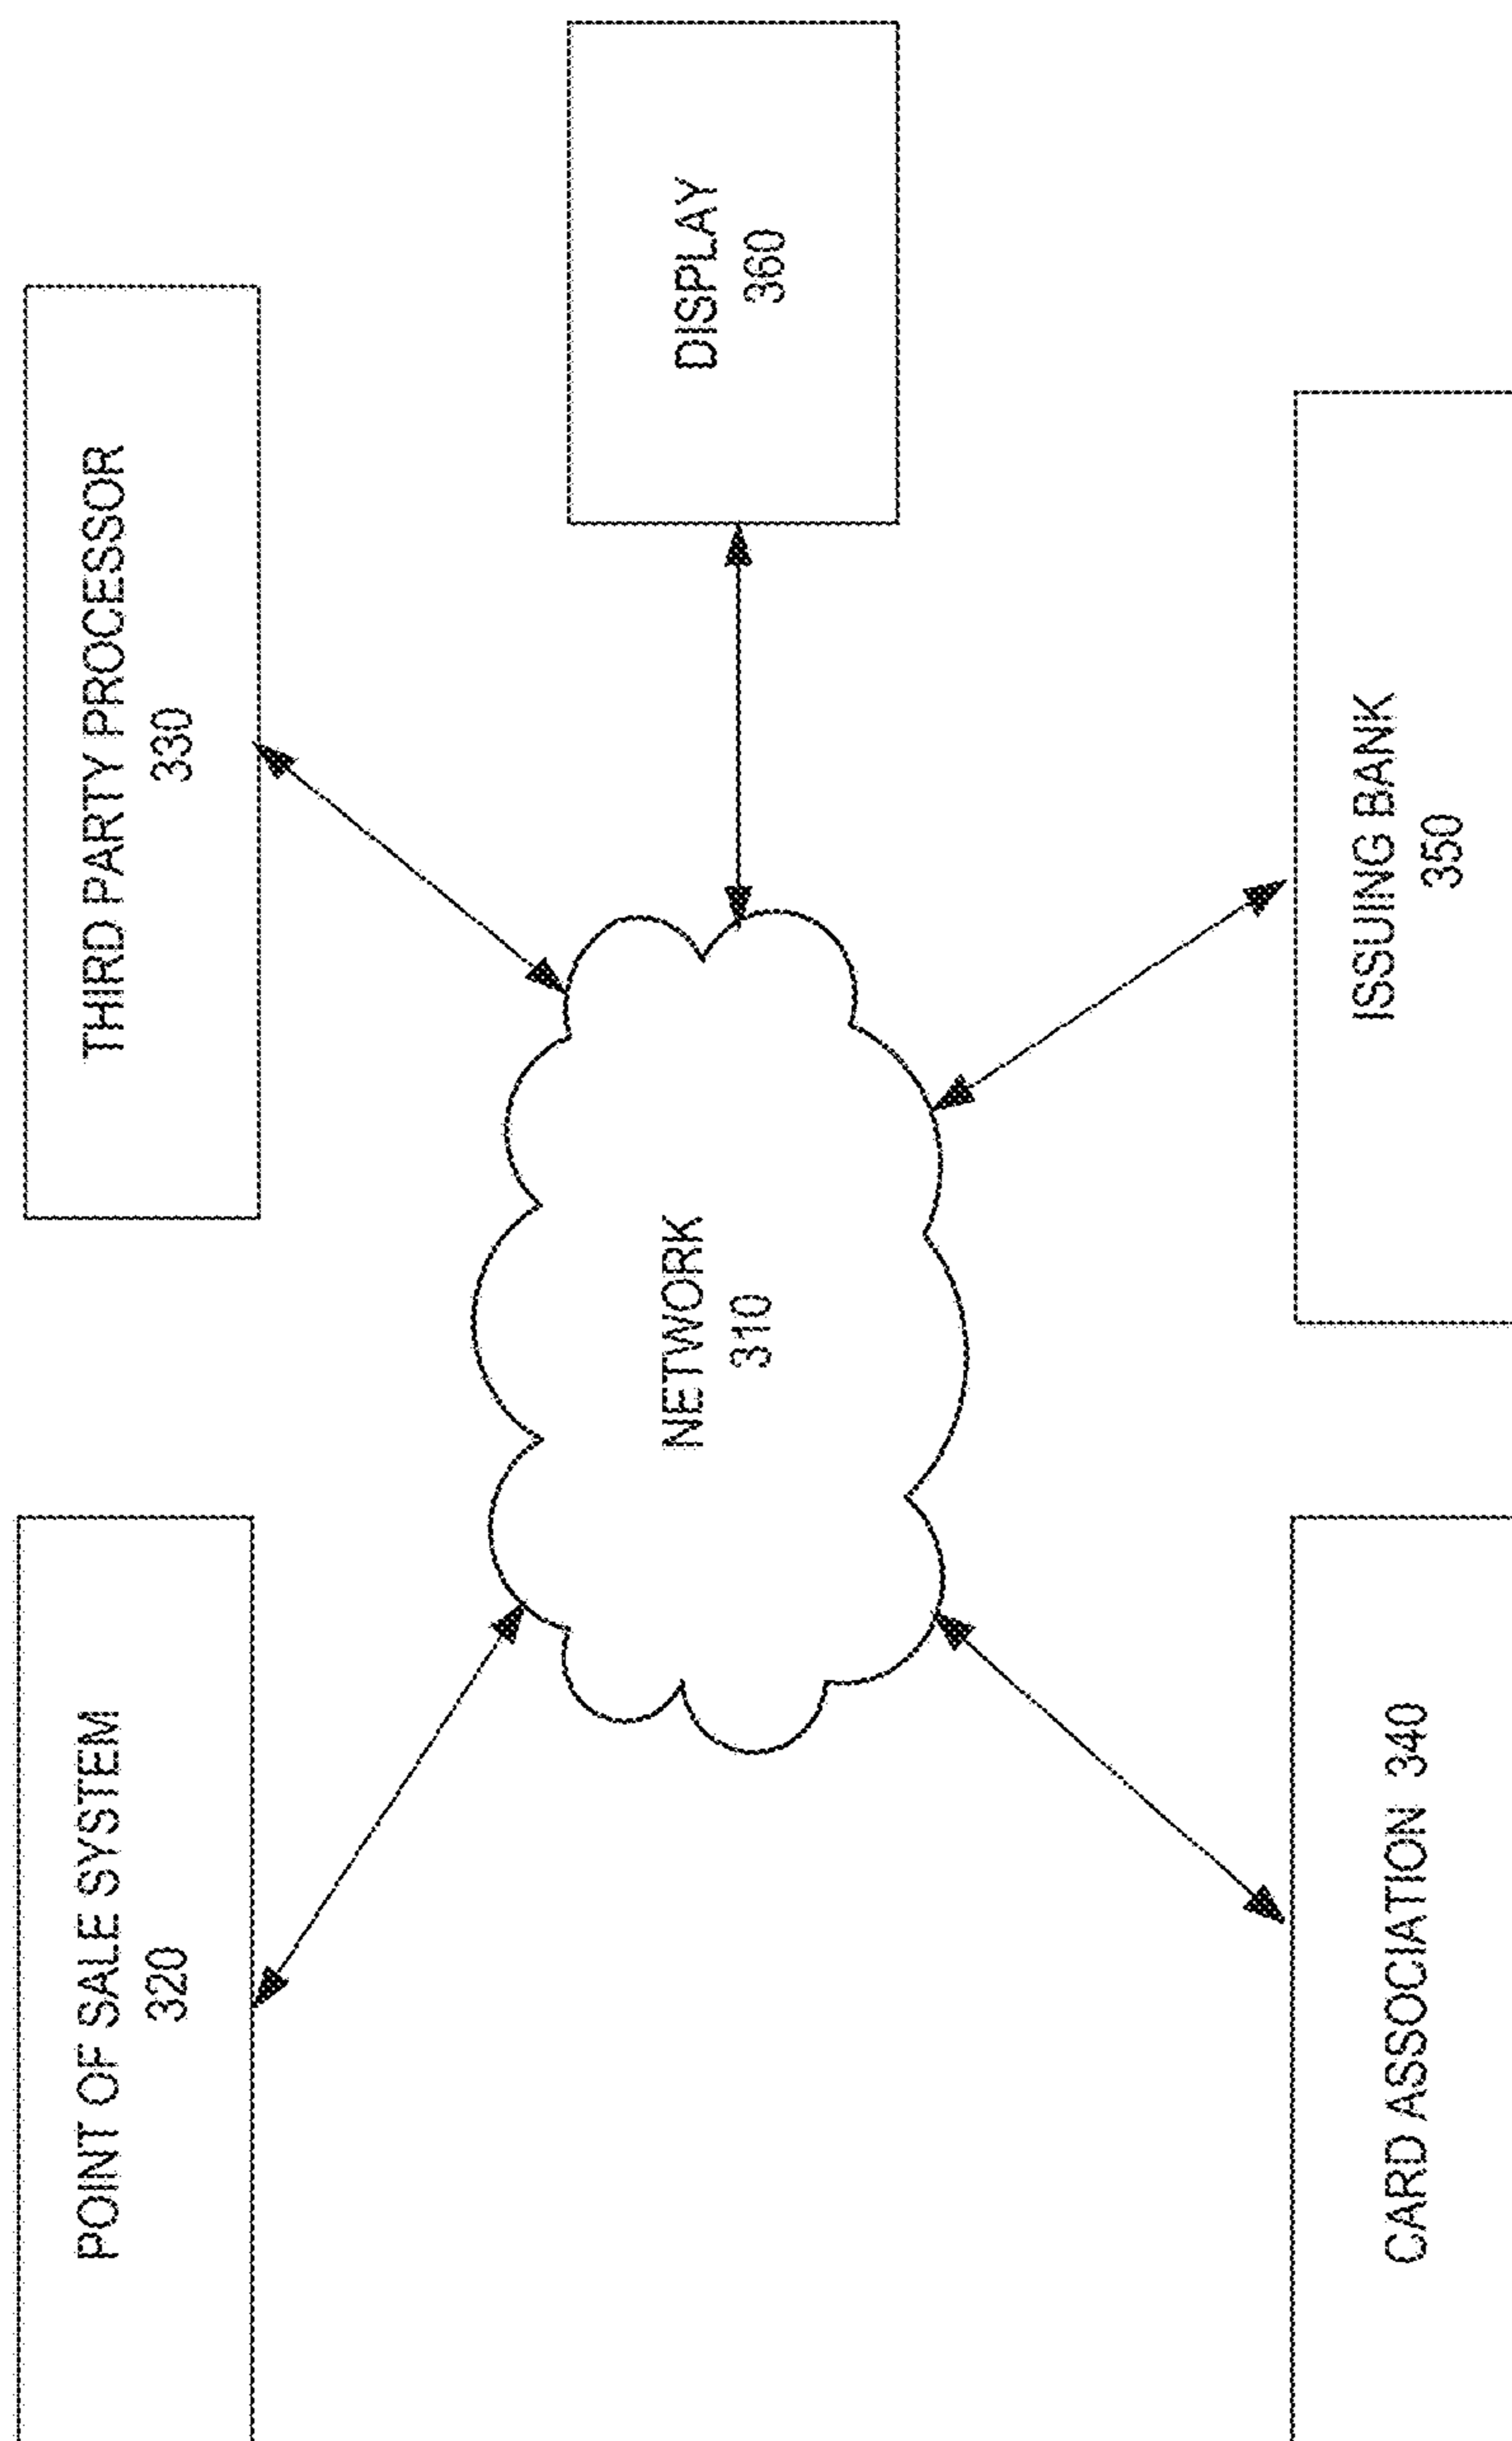 POINT OF SALE SYSTEM
320
THIRD PARTY PROCESSOR
330
NETWORK
310
DISPLAY
360
CARD ASSOCIATION 340
ISSUING BANK
350